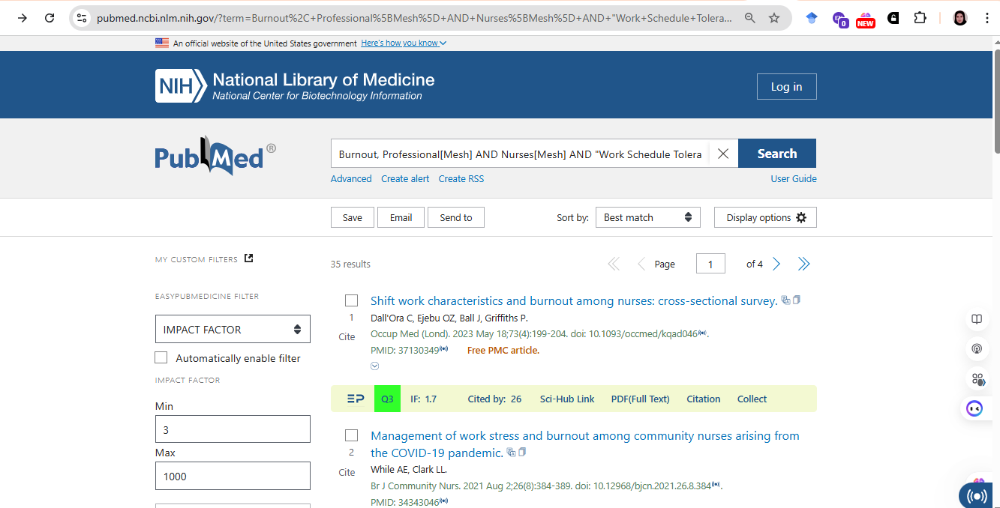 pubmed.ncbi.nlm.nih.gov/?term=Burnout%2C+Professional%5BMesh%5D+AND+Nurses%5BMesh%5D+AND+"Work+Schedule+Tolera...
0
NEW
An official website of the United States government Here's how you know
NIH National Library of Medicine
National Center for Biotechnology Information
Log in
PubMed®
Burnout, Professional[Mesh] AND Nurses[Mesh] AND "Work Schedule Tolera
Search
Advanced Create alert Create RSS User Guide
Save Email Send to Sort by: Best match Display options
MY CUSTOM FILTERS
35 results Page 1 of 4
EASYPUBMEDICINE FILTER
IMPACT FACTOR
Automatically enable filter
IMPACT FACTOR
Min
3
Max
1000
Shift work characteristics and burnout among nurses: cross-sectional survey.
1 Dall'Ora C, Ejebu OZ, Ball J, Griffiths P.
Cite Occup Med (Lond). 2023 May 18;73(4):199-204. doi: 10.1093/occmed/kqad046.
PMID: 37130349 Free PMC article.
EP Q3 IF: 1.7 Cited by: 26 Sci-Hub Link PDF(Full Text) Citation Collect
Management of work stress and burnout among community nurses arising from
2 the COVID-19 pandemic.
Cite While AE, Clark LL.
Br J Community Nurs. 2021 Aug 2;26(8):384-389. doi: 10.12968/bjcn.2021.26.8.384.
PMID: 34343046